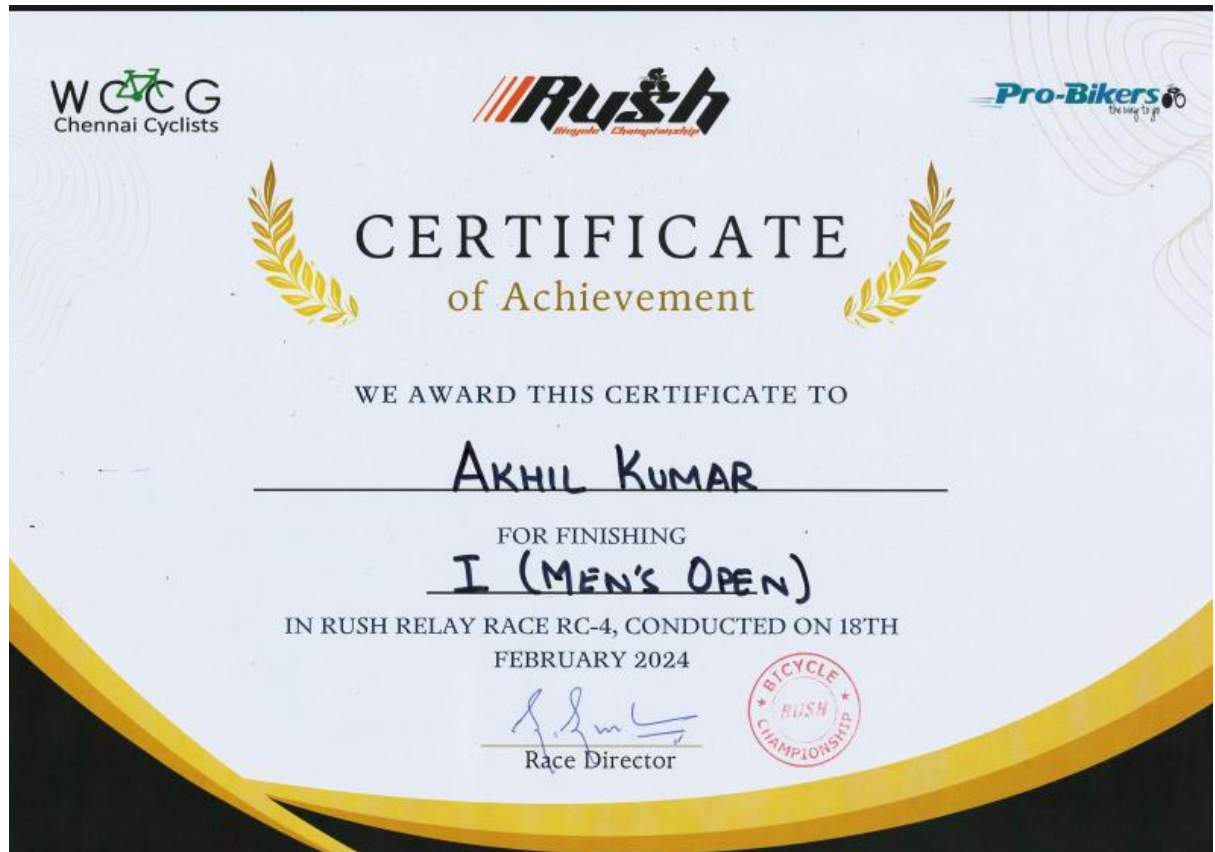 WCCG
Chennai Cyclists
Rush
Bicycle Championship
Pro-Bikers
the way to go
CERTIFICATE
of Achievement
WE AWARD THIS CERTIFICATE TO
AKHIL KUMAR
FOR FINISHING
I (MEN'S OPEN)
IN RUSH RELAY RACE RC-4, CONDUCTED ON 18TH
FEBRUARY 2024
Race Director
BICYCLE
RUSH
CHAMPIONSHIP